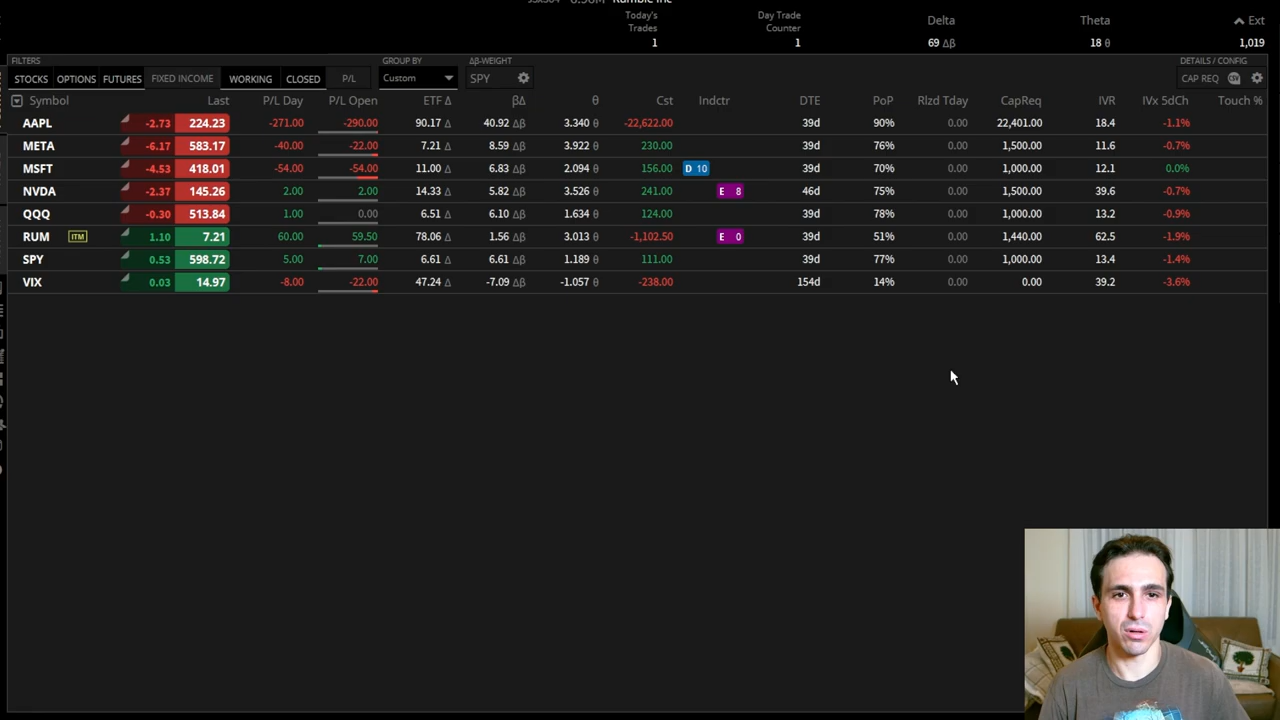 Rumble Inc
Today's Trades Day Trade Counter Delta Theta Ext
1 1 69 Δβ 18 θ 1,019
FILTERS GROUP BY Δβ-WEIGHT DETAILS / CONFIG
STOCKS OPTIONS FUTURES FIXED INCOME WORKING CLOSED P/L Custom SPY CAP REQ
Symbol Last P/L Day P/L Open ETF Δ βΔ θ Cst Indctr DTE PoP Rlzd Tday CapReq IVR IVx 5dCh Touch %
AAPL -2.73 224.23 -271.00 -290.00 90.17 Δ 40.92 Δβ 3.340 θ -22,622.00 39d 90% 0.00 22,401.00 18.4 -1.1%
META -6.17 583.17 -40.00 -22.00 7.21 Δ 8.59 Δβ 3.922 θ 230.00 39d 76% 0.00 1,500.00 11.6 -0.7%
MSFT -4.53 418.01 -54.00 -54.00 11.00 Δ 6.83 Δβ 2.094 θ 156.00 D 10 39d 70% 0.00 1,000.00 12.1 0.0%
NVDA -2.37 145.26 2.00 2.00 14.33 Δ 5.82 Δβ 3.526 θ 241.00 E 8 46d 75% 0.00 1,500.00 39.6 -0.7%
QQQ -0.30 513.84 1.00 0.00 6.51 Δ 6.10 Δβ 1.634 θ 124.00 39d 78% 0.00 1,000.00 13.2 -0.9%
RUM ITM 1.10 7.21 60.00 59.50 78.06 Δ 1.56 Δβ 3.013 θ -1,102.50 E 0 39d 51% 0.00 1,440.00 62.5 -1.9%
SPY 0.53 598.72 5.00 7.00 6.61 Δ 6.61 Δβ 1.189 θ 111.00 39d 77% 0.00 1,000.00 13.4 -1.4%
VIX 0.03 14.97 -8.00 -22.00 47.24 Δ -7.09 Δβ -1.057 θ -238.00 154d 14% 0.00 0.00 39.2 -3.6%